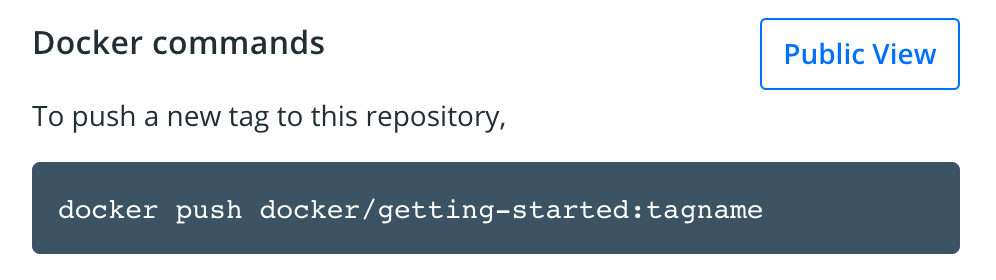 Docker commands
Public View
To push a new tag to this repository,
docker push docker/getting-started:tagname